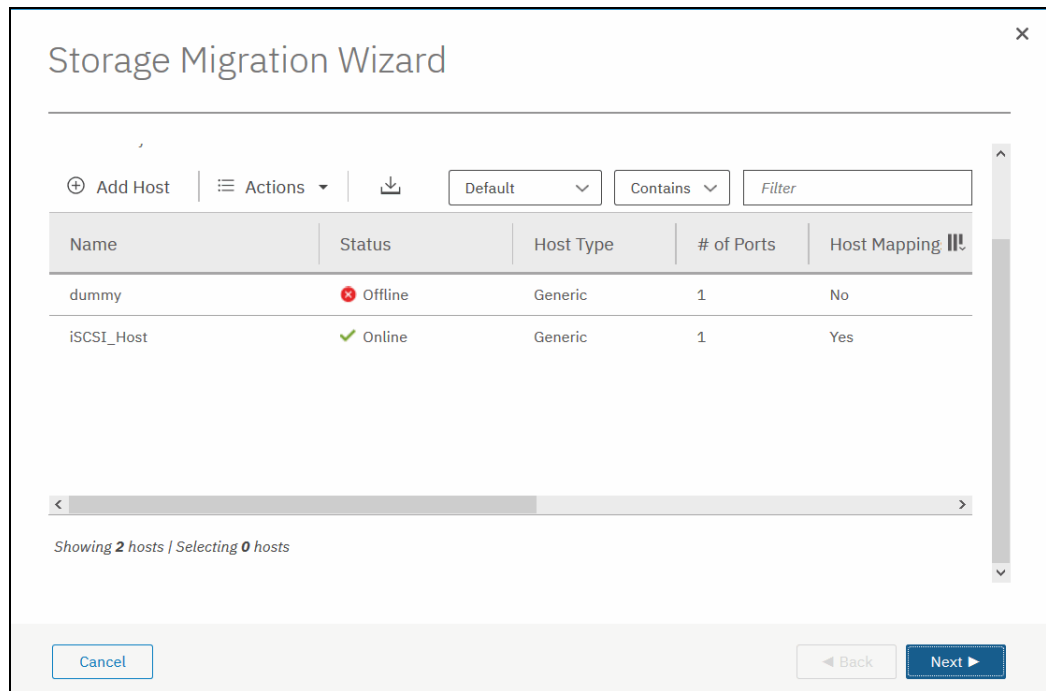 Storage Migration Wizard
Add Host Actions Default Contains Filter
Name Status Host Type # of Ports Host Mapping
dummy Offline Generic 1 No
iSCSI_Host Online Generic 1 Yes
Showing 2 hosts | Selecting 0 hosts
Cancel Back Next